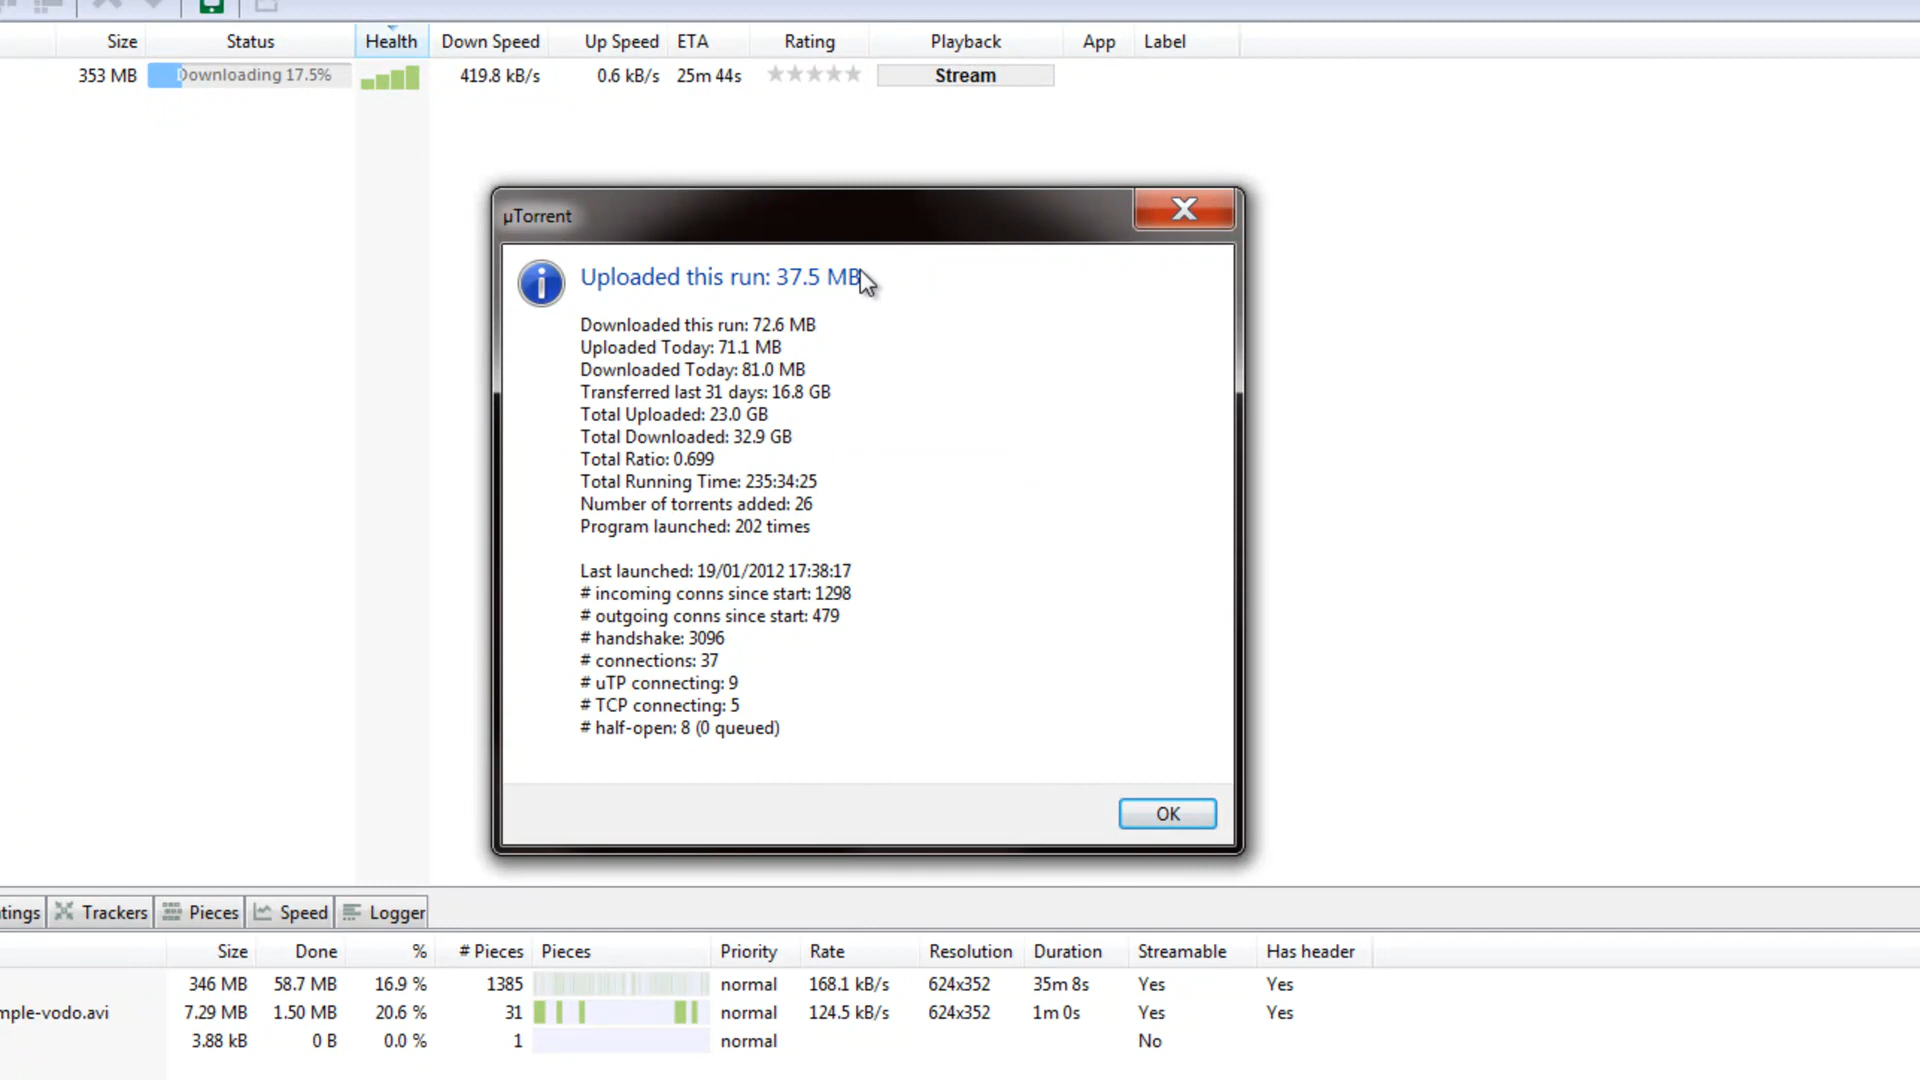 Size Status Health Down Speed Up Speed ETA Rating Playback App Label
353 MB Downloading 17.5% 419.8 kB/s 0.6 kB/s 25m 44s Stream
µTorrent
Uploaded this run: 37.5 MB
Downloaded this run: 72.6 MB
Uploaded Today: 71.1 MB
Downloaded Today: 81.0 MB
Transferred last 31 days: 16.8 GB
Total Uploaded: 23.0 GB
Total Downloaded: 32.9 GB
Total Ratio: 0.699
Total Running Time: 235:34:25
Number of torrents added: 26
Program launched: 202 times
Last launched: 19/01/2012 17:38:17
# incoming conns since start: 1298
# outgoing conns since start: 479
# handshake: 3096
# connections: 37
# uTP connecting: 9
# TCP connecting: 5
# half-open: 8 (0 queued)
OK
tings Trackers Pieces Speed Logger
Size Done % # Pieces Pieces Priority Rate Resolution Duration Streamable Has header
346 MB 58.7 MB 16.9 % 1385 normal 168.1 kB/s 624x352 35m 8s Yes Yes
mple-vodo.avi 7.29 MB 1.50 MB 20.6 % 31 normal 124.5 kB/s 624x352 1m 0s Yes Yes
3.88 kB 0 B 0.0 % 1 normal No